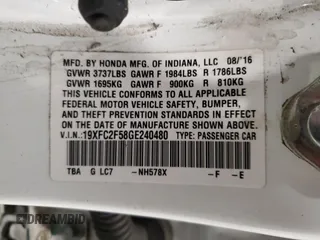 MFD. BY HONDA MFG. OF INDIANA, LLC 08/'16
GVWR 3737LBS GAWR F 1984LBS R 1786LBS
GVWR 1695KG GAWR F 900KG R 810KG
THIS VEHICLE CONFORMS TO ALL APPLICABLE
FEDERAL MOTOR VEHICLE SAFETY, BUMPER,
AND THEFT PREVENTION STANDARDS IN EFFECT
ON THE DATE OF MANUFACTURE SHOWN ABOVE.
V.I.N.: 19XFC2F58GE240480 TYPE: PASSENGER CAR
TBA G LC7 -NH578X -F -E
DREAMBID